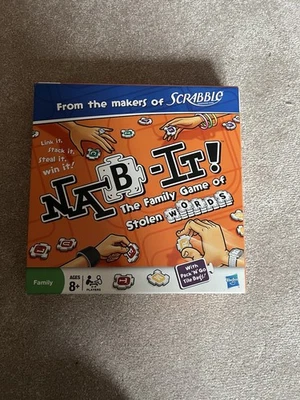 From the makers of SCRABBLE
Link it.
Stack it.
Steal it.
win it!
NAB-IT!
The Family Game of
Stolen WORDS
With
Pack 'N' Go
Tile Bags!
Family
AGES
8+
PLAYERS
Hasbro